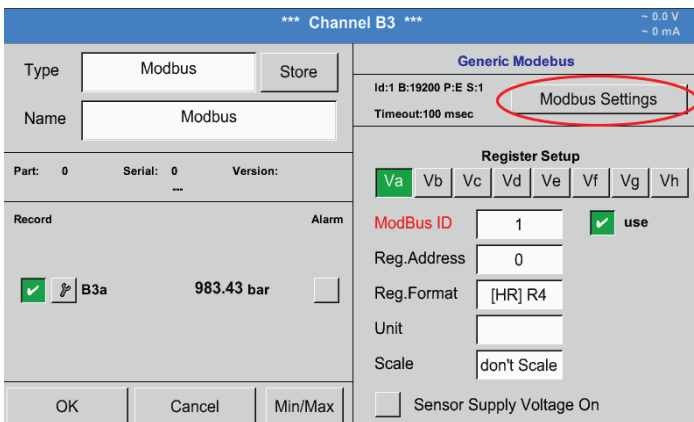 *** Channel B3 ***
~ 0.0 V
~ 0 mA
Type
Modbus
Store
Name
Modbus
Part: 0 Serial: 0 Version:
---
Record
Alarm
B3a
983.43 bar
OK
Cancel
Min/Max
Generic Modebus
Id:1 B:19200 P:E S:1
Timeout:100 msec
Modbus Settings
Register Setup
Va Vb Vc Vd Ve Vf Vg Vh
ModBus ID 1 use
Reg.Address 0
Reg.Format [HR] R4
Unit
Scale don't Scale
Sensor Supply Voltage On